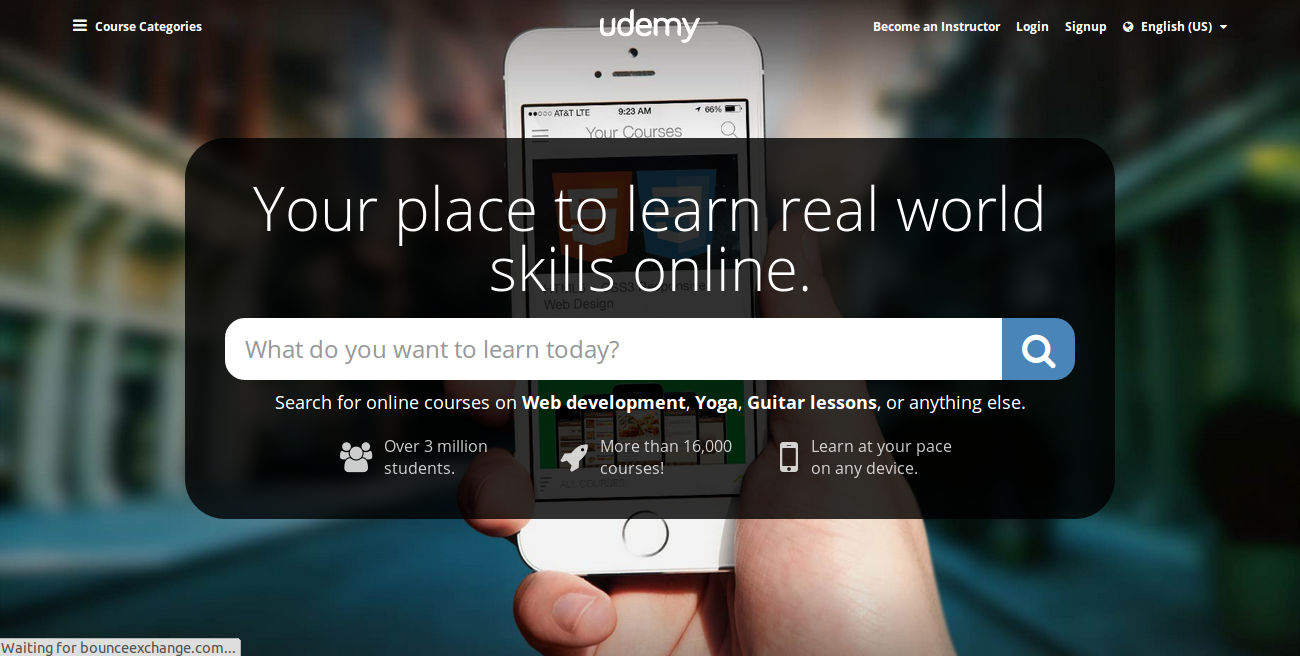 Course Categories
udemy
Become an Instructor
Login
Signup
English (US)
AT&T LTE
9:23 AM
66%
Your Courses
Your place to learn real world
skills online.
CSS3 Responsive
Web Design
What do you want to learn today?
Search for online courses on Web development, Yoga, Guitar lessons, or anything else.
Over 3 million
students.
More than 16,000
courses!
Learn at your pace
on any device.
ALL COURSES
Waiting for bounceexchange.com...